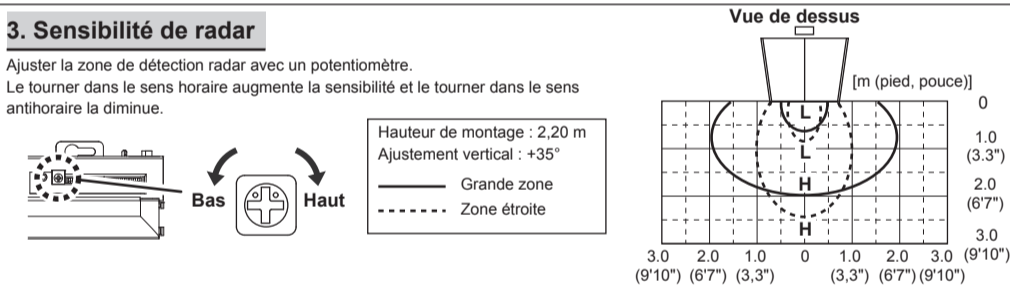 3. Sensibilité de radar
Ajuster la zone de détection radar avec un potentiomètre.
Le tourner dans le sens horaire augmente la sensibilité et le tourner dans le sens
antihoraire la diminue.
Bas
Haut
Hauteur de montage : 2,20 m
Ajustement vertical : +35°
Grande zone
Zone étroite
Vue de dessus
[m (pied, pouce)]
L
L
H
H
0
1.0
(3.3")
2.0
(6'7")
3.0
(9'10")
3.0 2.0 1.0 0 1.0 2.0 3.0
(9'10") (6'7") (3,3") (3,3") (6'7") (9'10")